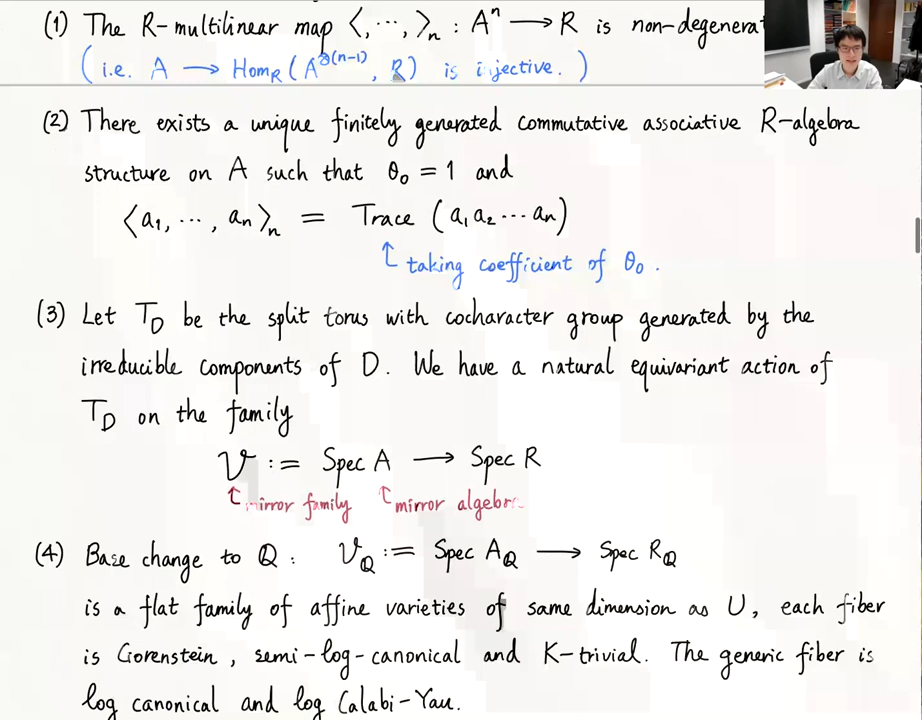 (1) The R-multilinear map ⟨, ⋯, ⟩ₙ : Aⁿ ⟶ R is
(i.e. A ⟶ Hom_R (A^{⊗(n-1)}, R) is injective.)
(2) There exists a unique finitely generated commutative associative R-algebra
structure on A such that θ₀ = 1 and
⟨a₁, ⋯, aₙ⟩ₙ = Trace (a₁a₂⋯aₙ)
↑ taking coefficient of θ₀.
(3) Let T_D be the split torus with cocharacter group generated by the
irreducible components of D. We have a natural equivariant action of
T_D on the family
𝒱 := Spec A ⟶ Spec R
↑ mirror family ↑ mirror algebra
(4) Base change to ℚ : 𝒱_ℚ := Spec A_ℚ ⟶ Spec R_ℚ
is a flat family of affine varieties of same dimension as U, each fiber
is Gorenstein, semi-log-canonical and K-trivial. The generic fiber is
log canonical and log Calabi-Yau.